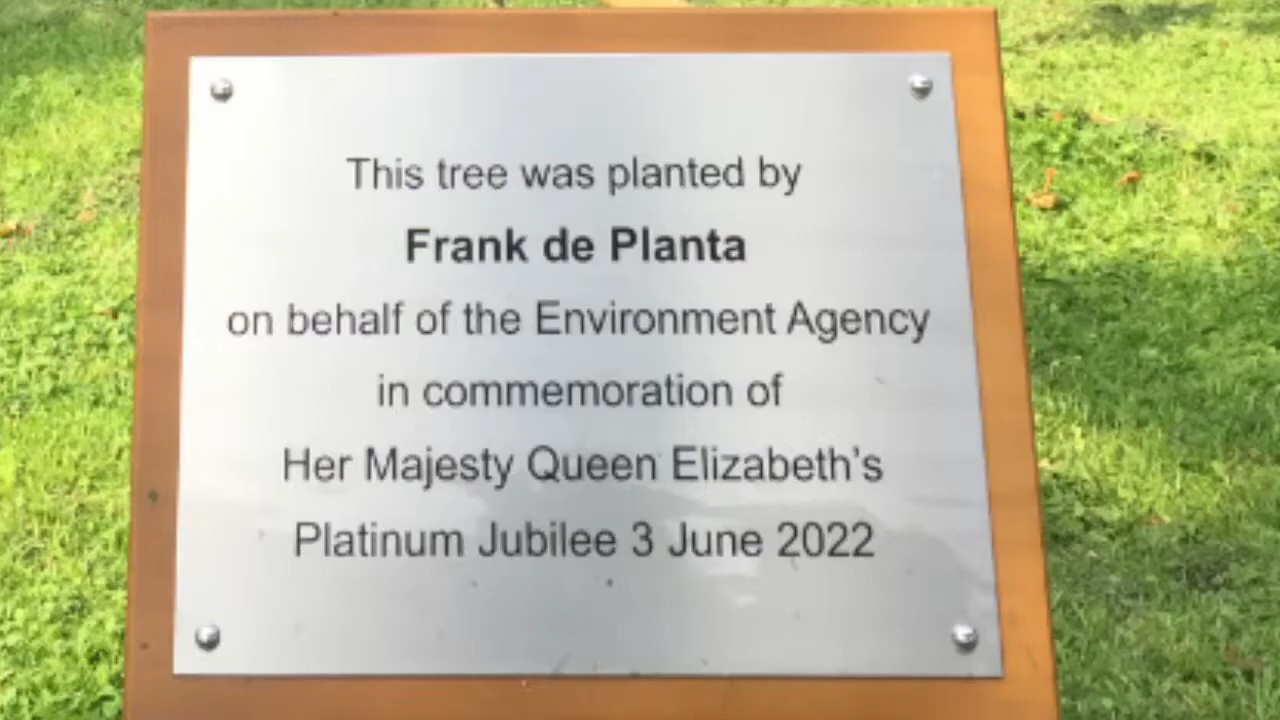 This tree was planted by
Frank de Planta
on behalf of the Environment Agency
in commemoration of
Her Majesty Queen Elizabeth's
Platinum Jubilee 3 June 2022